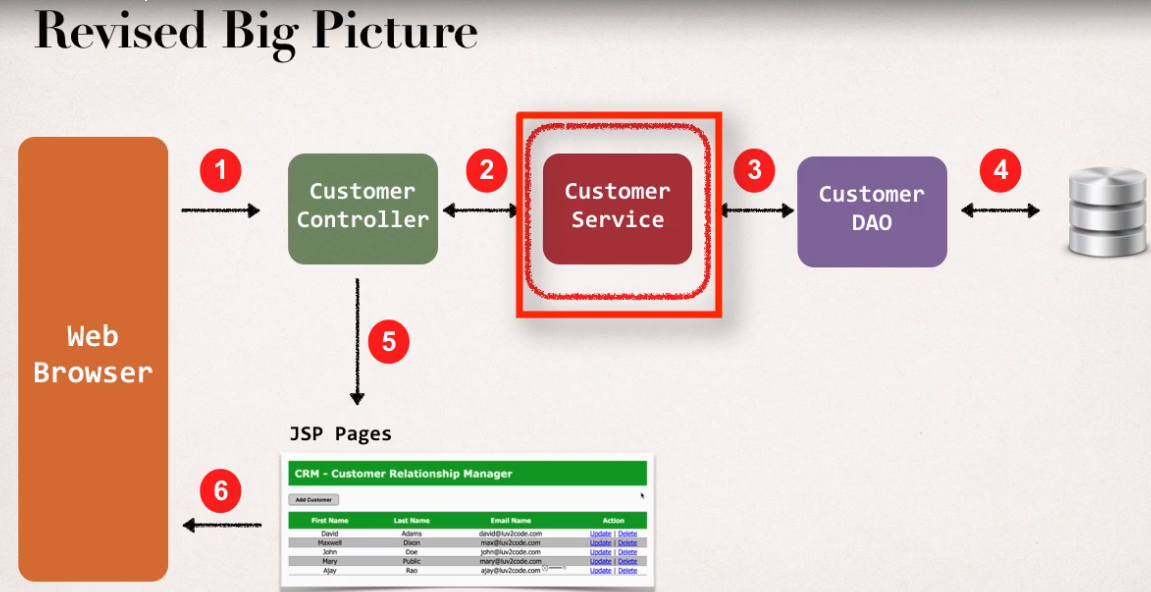 Revised Big Picture
1
2
3
4
Customer
Controller
Customer
Service
Customer
DAO
Web
Browser
5
JSP Pages
6
CRM - Customer Relationship Manager
Add Customer
First Name Last Name Email Name Action
David Adams david@luv2code.com Update | Delete
Maxwell Dixon max@luv2code.com Update | Delete
John Doe john@luv2code.com Update | Delete
Mary Public mary@luv2code.com Update | Delete
Ajay Rao ajay@luv2code.com Update | Delete